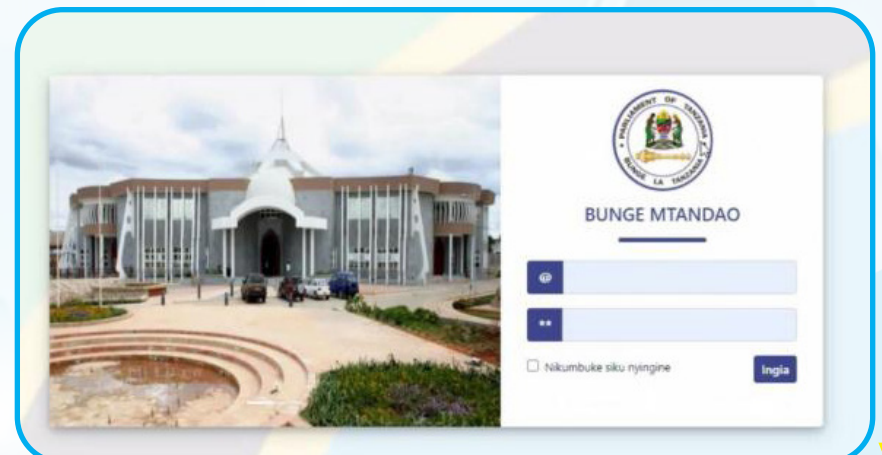 PARLIAMENT OF TANZANIA
BUNGE LA TANZANIA
BUNGE MTANDAO
@
**
Nikumbuke siku nyingine
Ingia